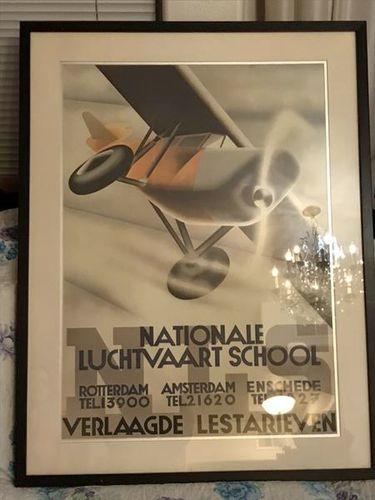 NATIONALE
LUCHTVAART SCHOOL
NLS
ROTTERDAM AMSTERDAM ENSCHEDE
TEL.13900 TEL.21620
VERLAAGDE LESTARIEVEN